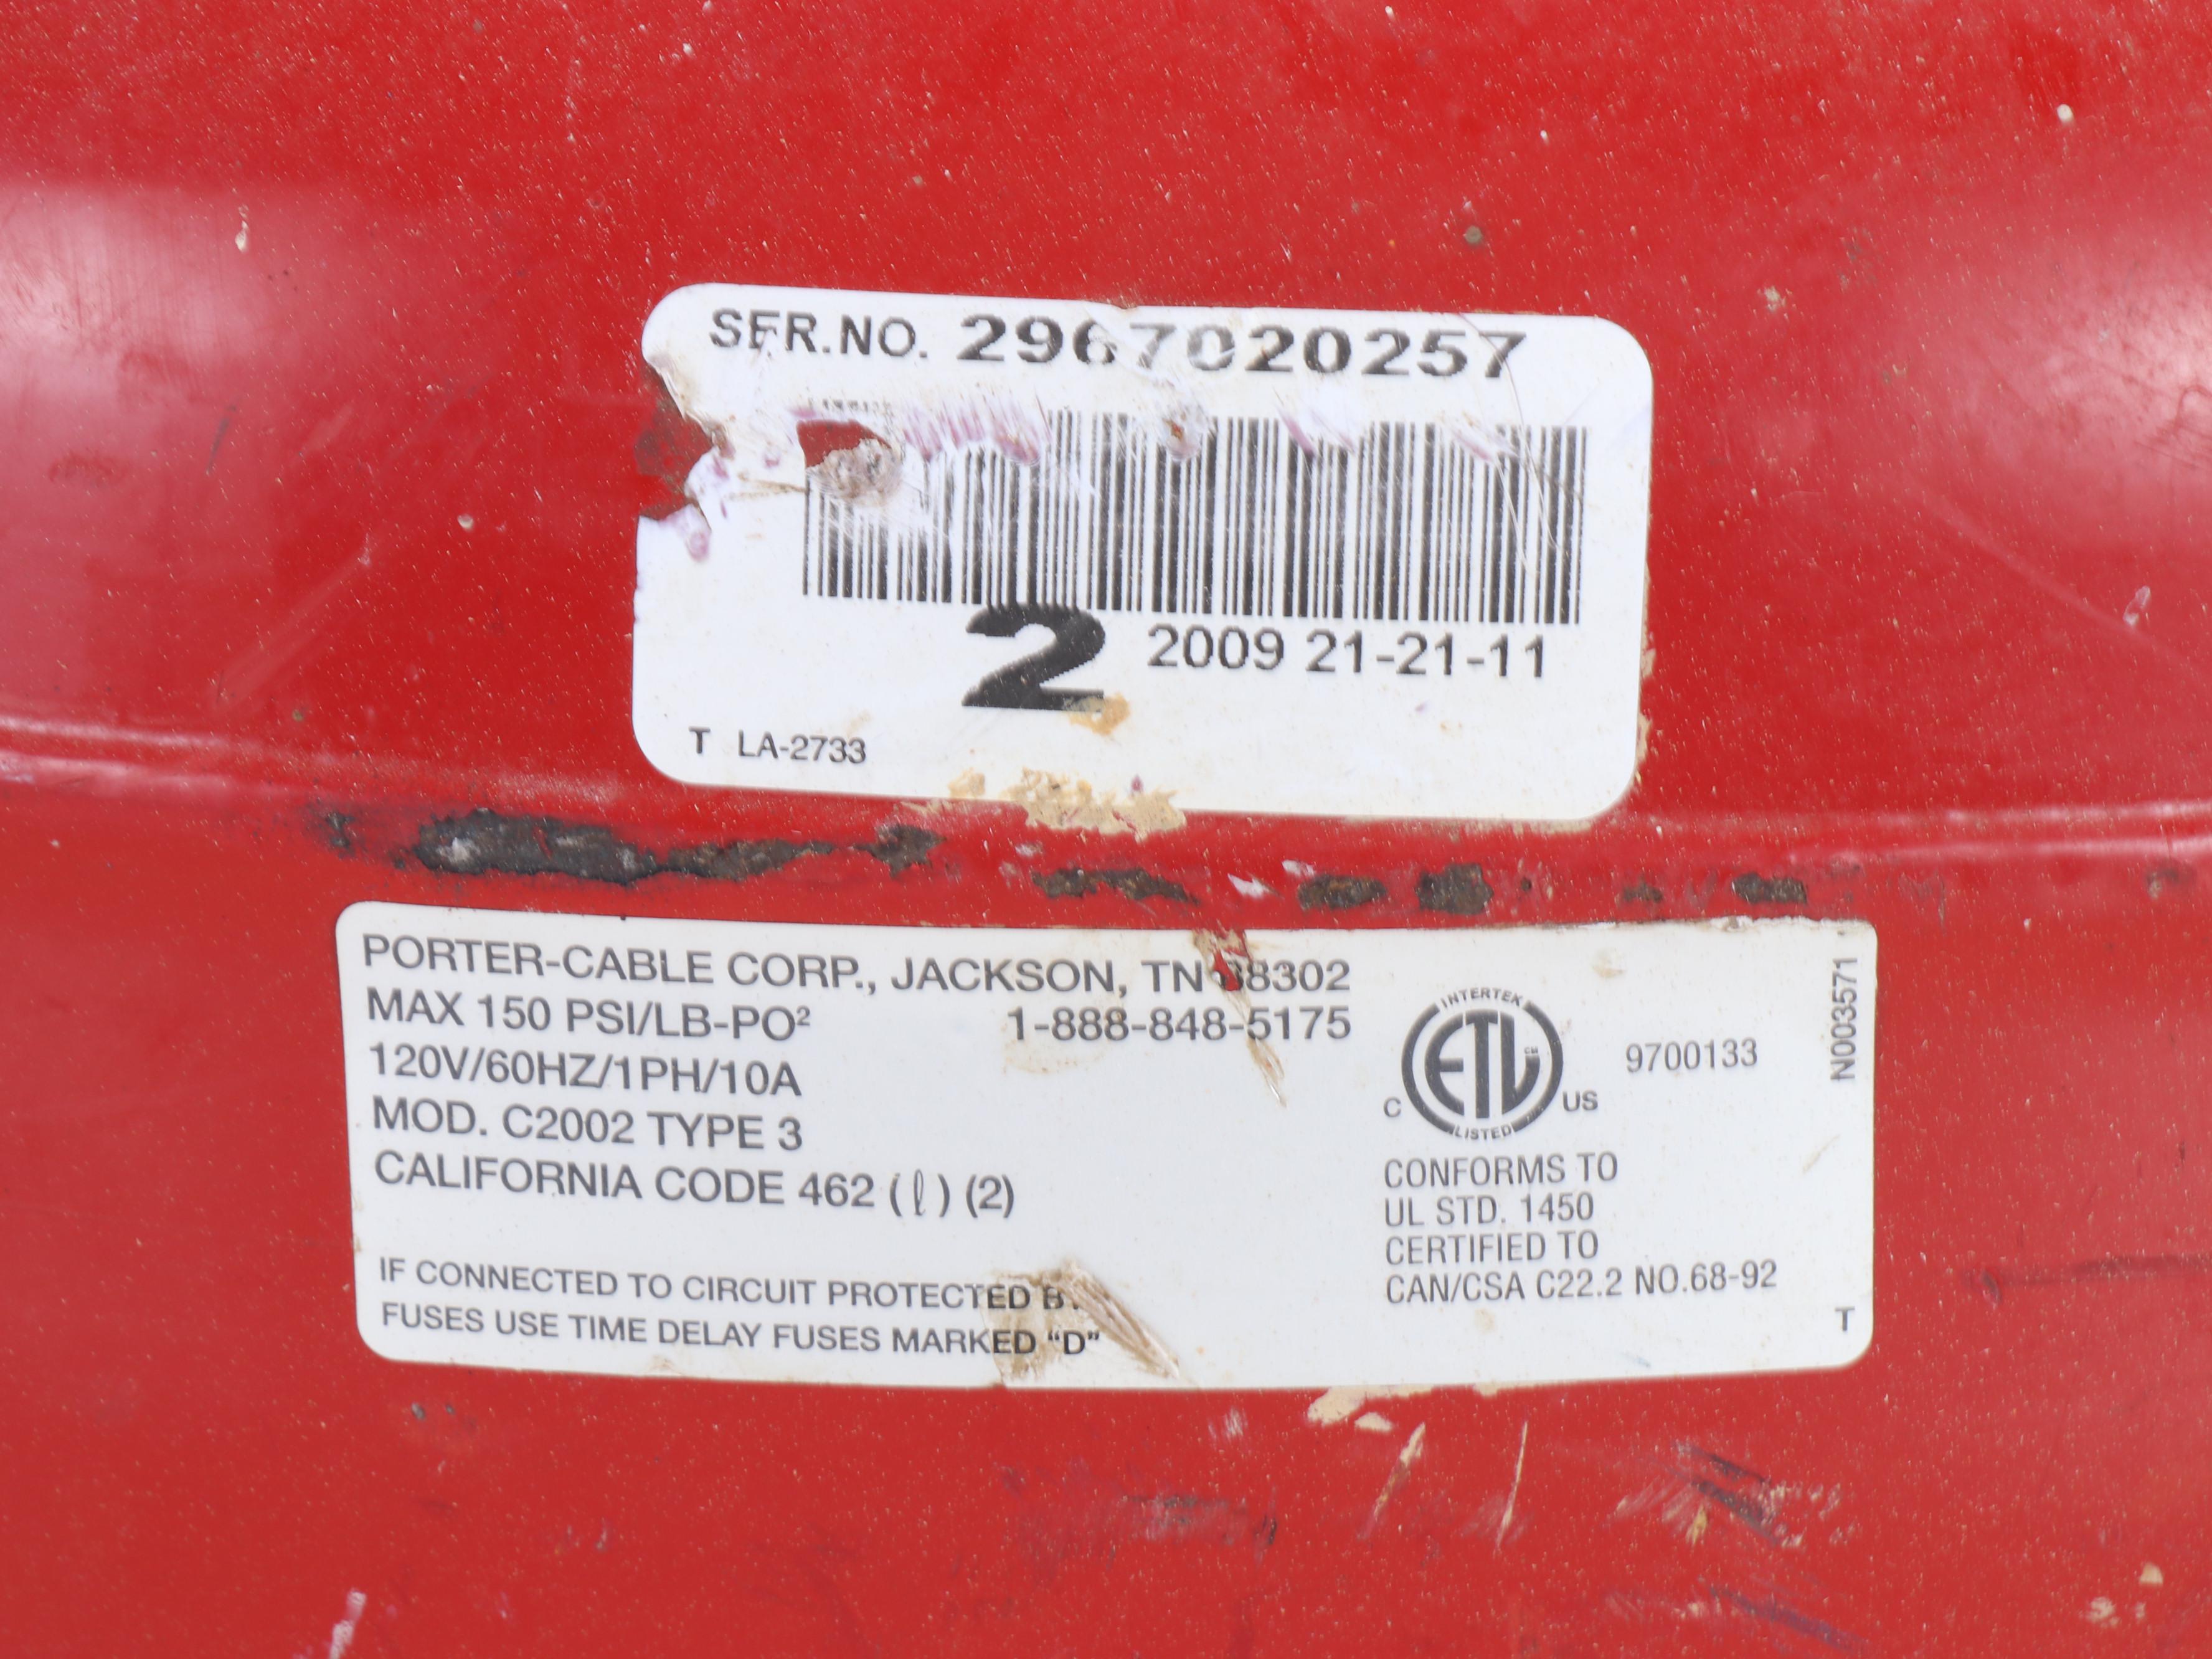 SER.NO. 2967020257
2 2009 21-21-11
T LA-2733
PORTER-CABLE CORP., JACKSON, TN 38302
MAX 150 PSI/LB-PO²
1-888-848-5175
120V/60HZ/1PH/10A
MOD. C2002 TYPE 3
CALIFORNIA CODE 462 (ℓ) (2)
IF CONNECTED TO CIRCUIT PROTECTED BY
FUSES USE TIME DELAY FUSES MARKED “D”
INTERTEK
ETL CM
LISTED
C US
9700133
CONFORMS TO
UL STD. 1450
CERTIFIED TO
CAN/CSA C22.2 NO.68-92
N003571
T